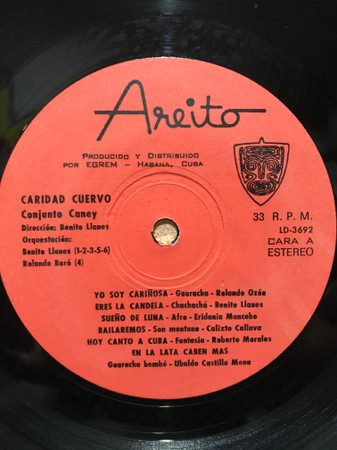 Areito
PRODUCIDO Y DISTRIBUIDO
POR EGREM - HABANA, CUBA
CARIDAD CUERVO
Conjunto Caney
Dirección: Benito Llanes
Orquestación:
Benito Llanes (1-2-3-5-6)
Rolando Baró (4)
33 R. P. M.
LD-3692
CARA A
ESTEREO
YO SOY CARIÑOSA - Guaracha - Rolando Ozón
ERES LA CANDELA - Chachachá - Benito Llanes
SUEÑO DE LUNA - Afro - Eridania Mancebo
BAILAREMOS - Son montuno - Calixto Callava
HOY CANTO A CUBA - Fantasía - Roberto Morales
EN LA LATA CABEN MAS
Guaracha bembé - Ubaldo Castillo Mena